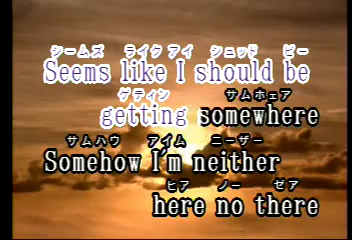 シームズ ライク アイ シュッド ビー
Seems like I should be
ゲティン サムホェア
getting somewhere
サムハウ アイム ニーザー
Somehow I'm neither
ヒア ノー ゼア
here no there